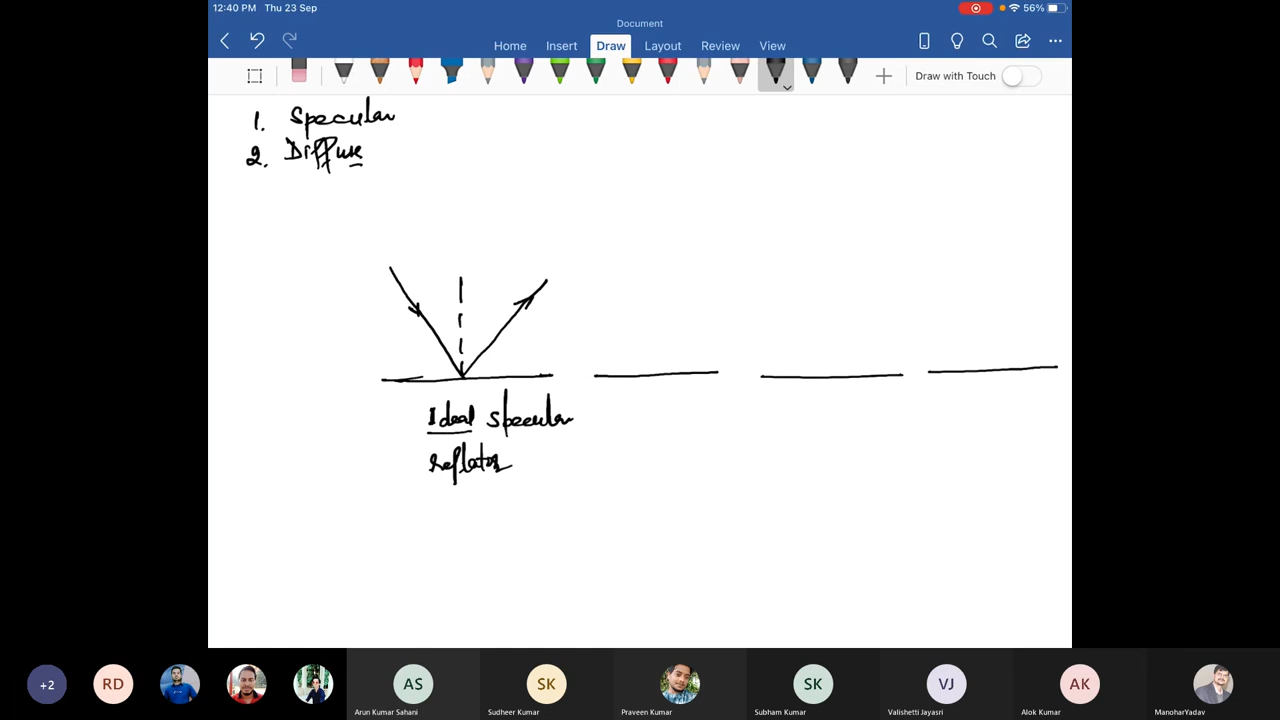 12:40 PM Thu 23 Sep
56%
Document
Home Insert Draw Layout Review View
Draw with Touch
1. Specular
2. Diffuse
Ideal specular
reflator
+2
RD
AS
SK
SK
VJ
AK
Arun Kumar Sahani
Sudheer Kumar
Praveen Kumar
Subham Kumar
Valishetti Jayasri
Alok Kumar
ManoharYadav